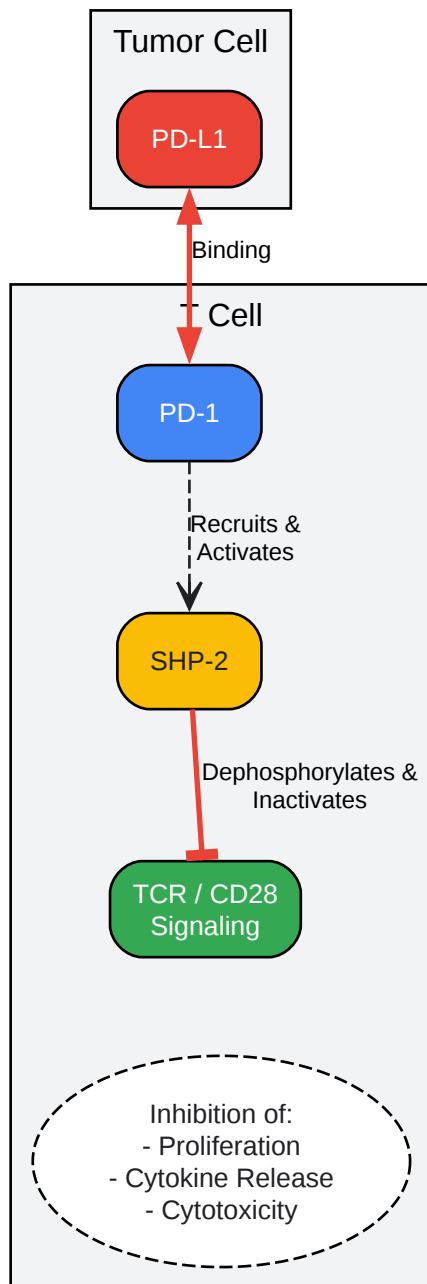 Tumor Cell
PD-L1
Binding
T Cell
PD-1
Recruits &
Activates
SHP-2
Dephosphorylates &
Inactivates
TCR / CD28
Signaling
Inhibition of:
- Proliferation
- Cytokine Release
- Cytotoxicity